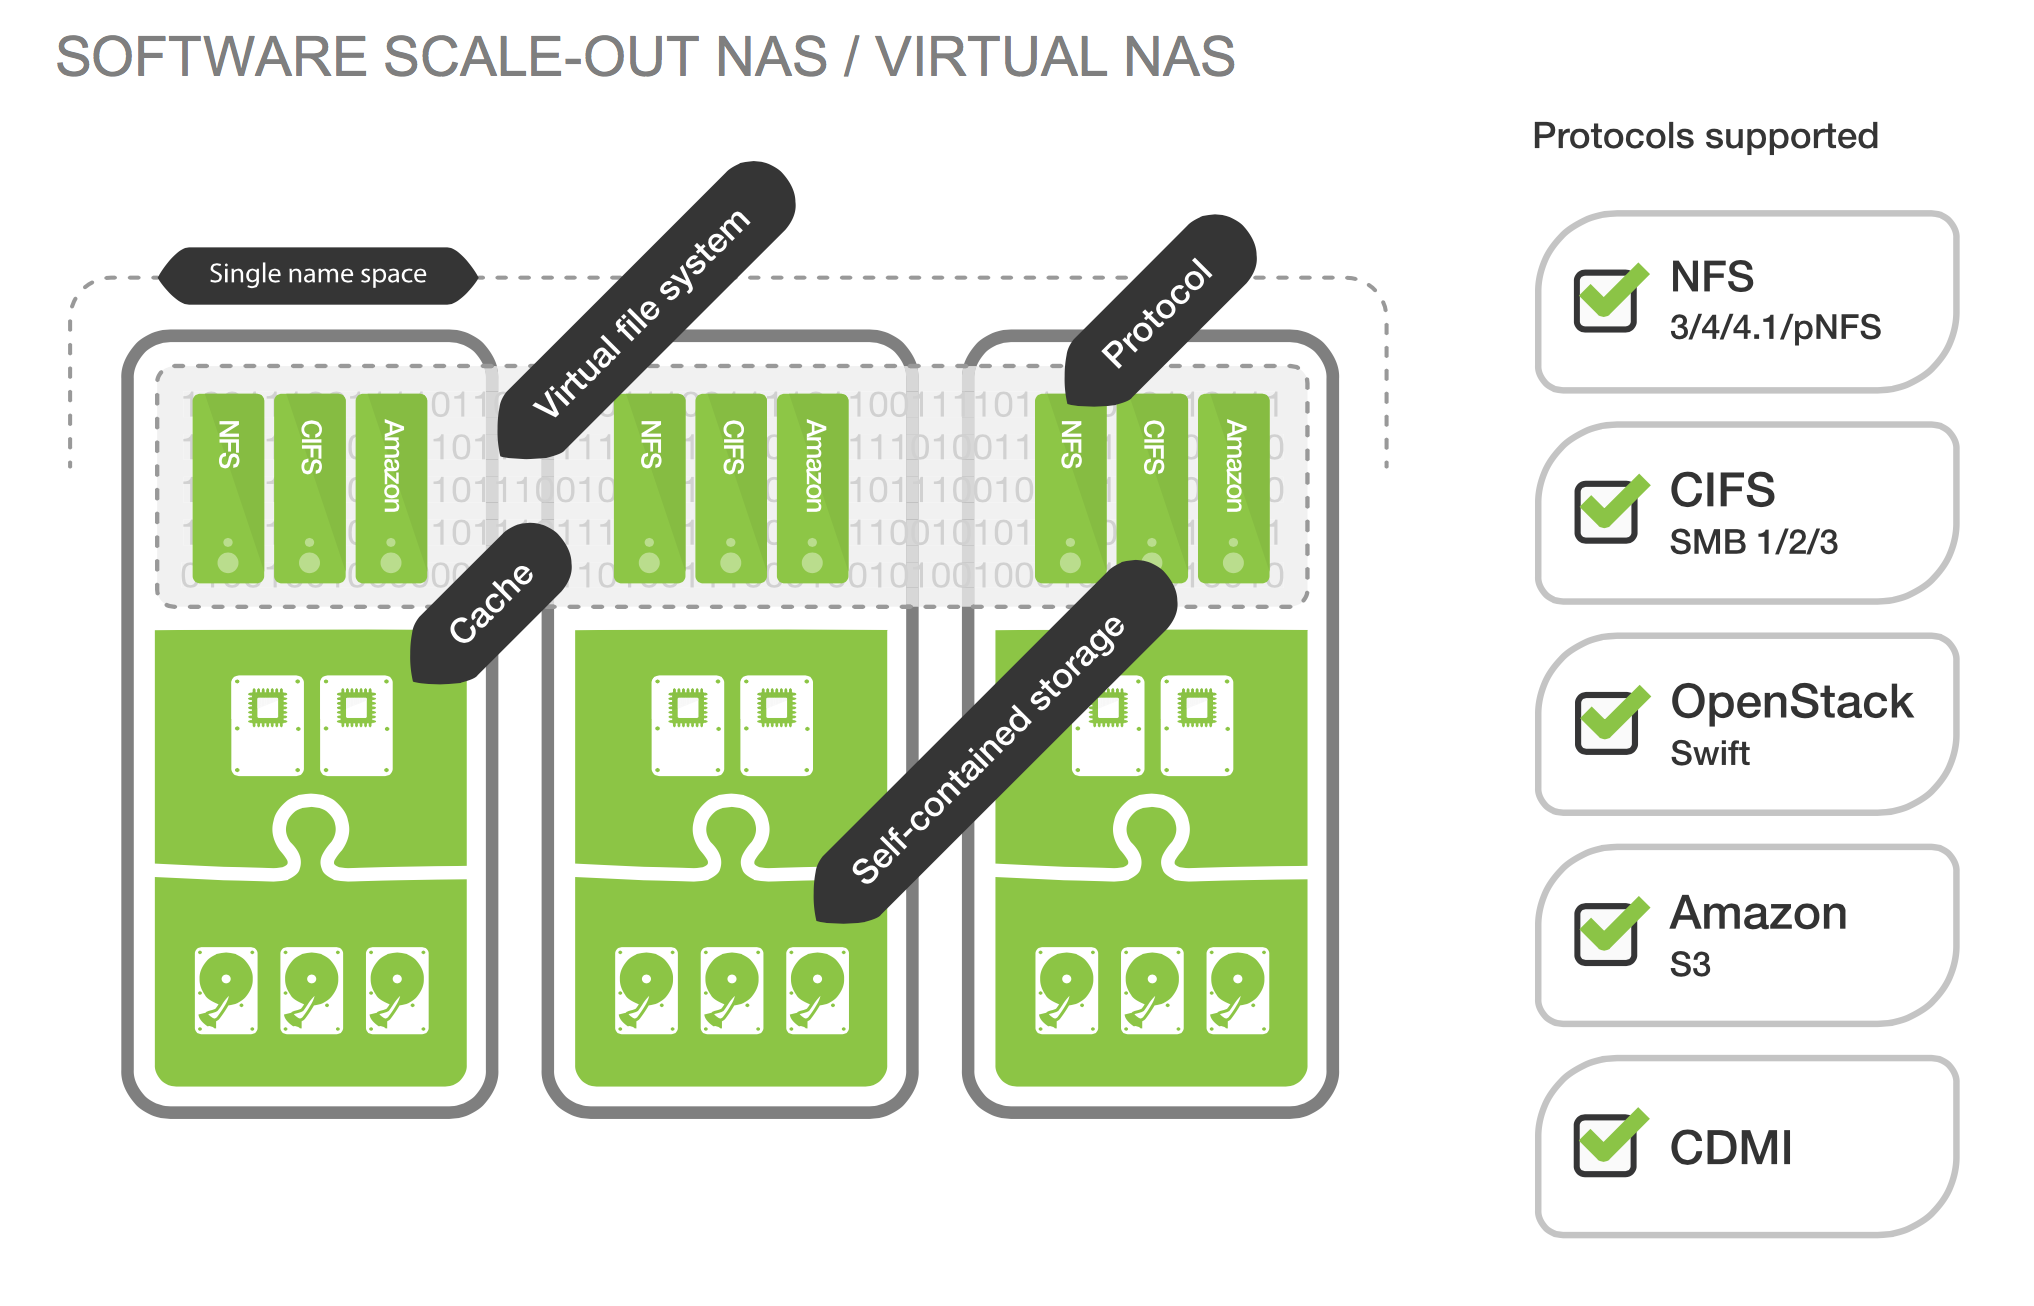 SOFTWARE SCALE-OUT NAS / VIRTUAL NAS
Single name space
Virtual file system
Protocol
NFS
CIFS
Amazon
NFS
CIFS
Amazon
NFS
CIFS
Amazon
Cache
Self-contained storage
Protocols supported
NFS
3/4/4.1/pNFS
CIFS
SMB 1/2/3
OpenStack
Swift
Amazon
S3
CDMI